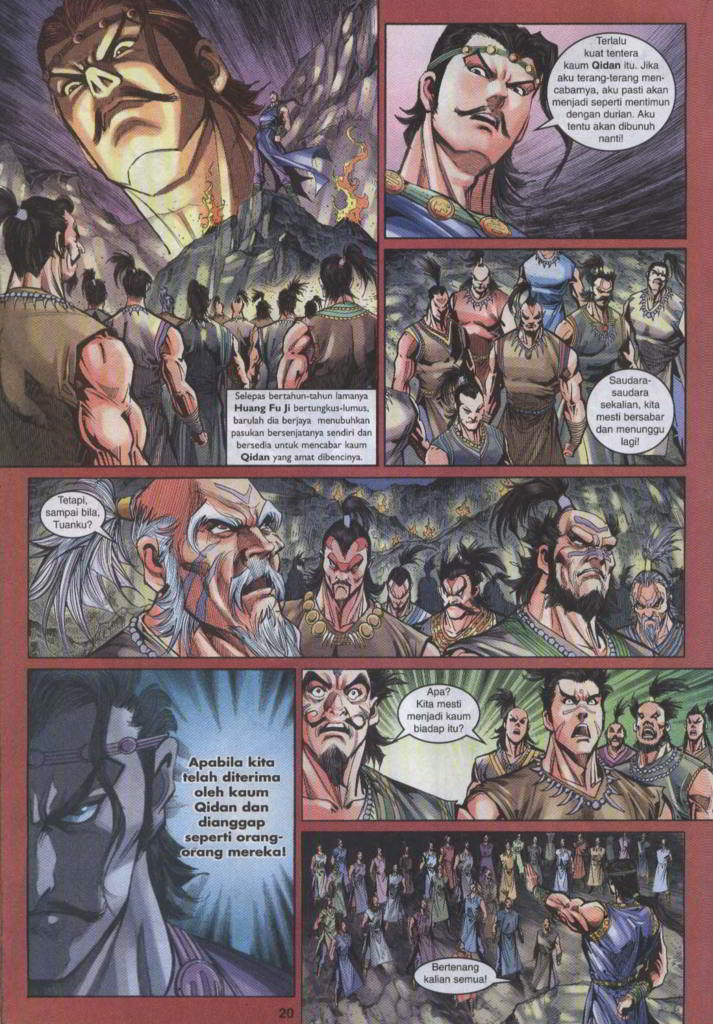 Selepas bertahun-tahun lamanya
Huang Fu Ji bertungkus-lumus,
barulah dia berjaya menubuhkan
pasukan bersenjatanya sendiri dan
bersedia untuk mencabar kaum
Qidan yang amat dibencinya.
Terlalu
kuat tentera
kaum Qidan itu. Jika
aku terang-terang men-
cabarnya, aku pasti akan
menjadi seperti mentimun
dengan durian. Aku
tentu akan dibunuh
nanti!
Saudara-
saudara
sekalian, kita
mesti bersabar
dan menunggu
lagi!
Tetapi,
sampai bila,
Tuanku?
Apabila kita
telah diterima
oleh kaum
Qidan dan
dianggap
seperti orang-
orang mereka!
Apa?
Kita mesti
menjadi kaum
biadap itu?
Bertenang
kalian semua!
20